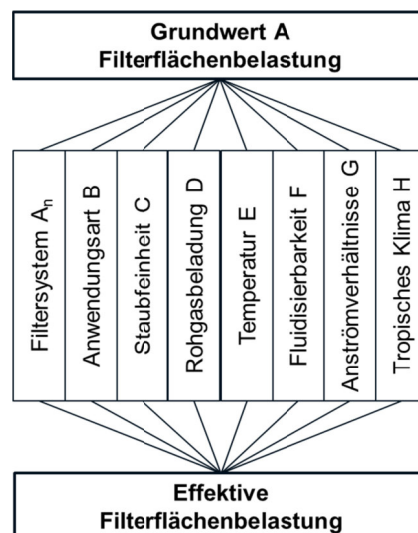 Grundwert A
Filterflächenbelastung
Filtersystem Aₙ
Anwendungsart B
Staubfeinheit C
Rohgasbeladung D
Temperatur E
Fluidisierbarkeit F
Anströmverhältnisse G
Tropisches Klima H
Effektive
Filterflächenbelastung